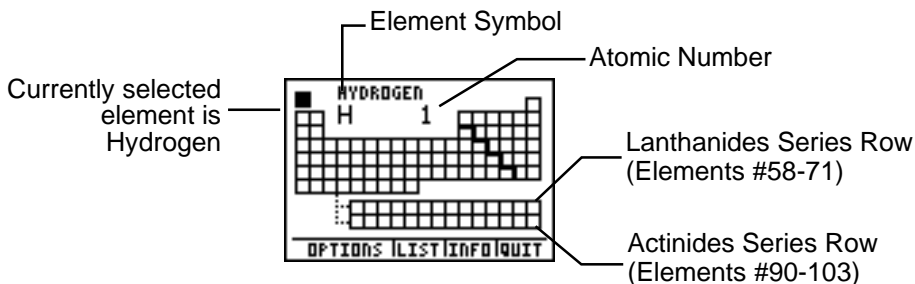 Element Symbol
Atomic Number
Currently selected
element is
Hydrogen
HYDROGEN
H 1
Lanthanides Series Row
(Elements #58-71)
Actinides Series Row
(Elements #90-103)
OPTIONS LIST INFO QUIT